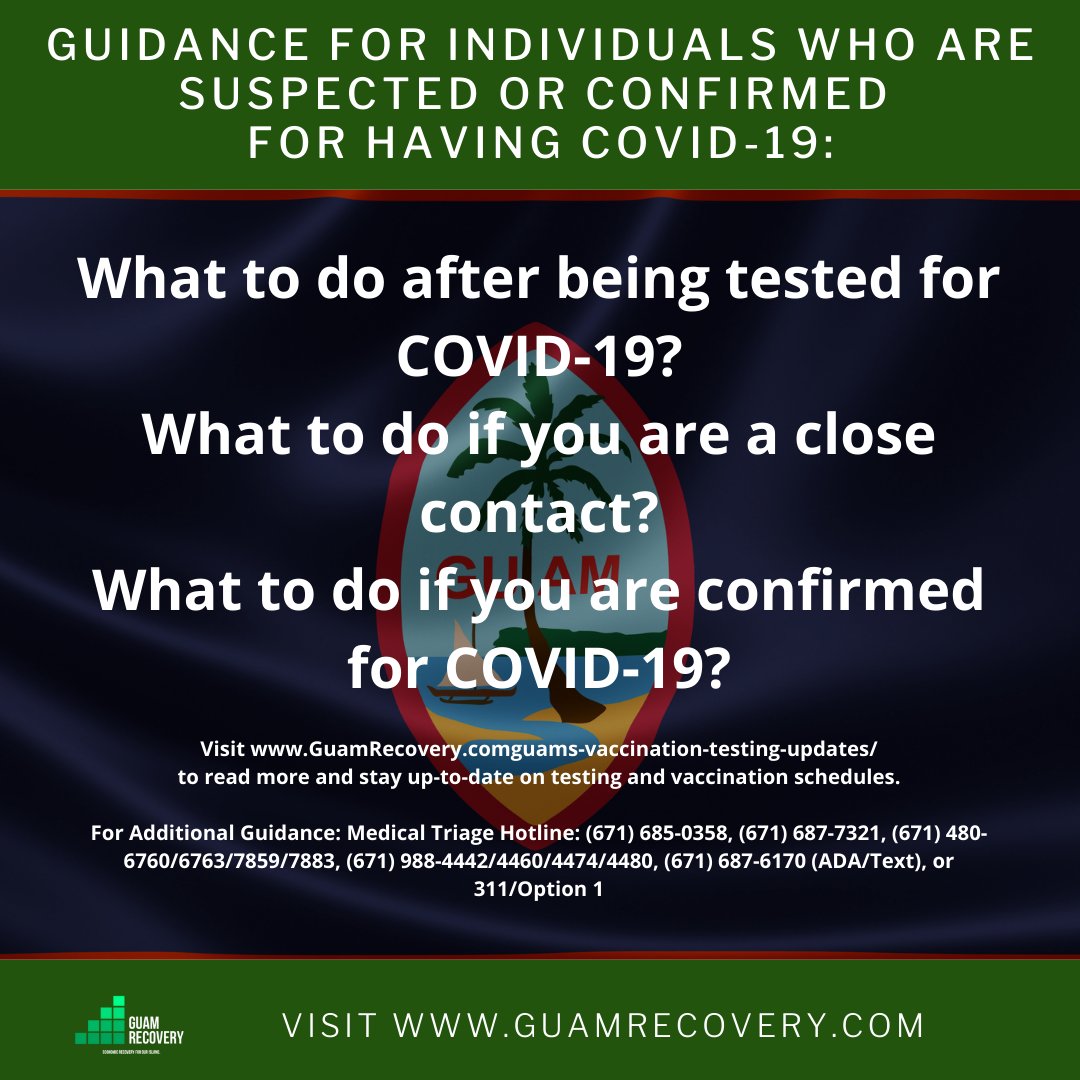 GUIDANCE FOR INDIVIDUALS WHO ARE
SUSPECTED OR CONFIRMED
FOR HAVING COVID-19:
What to do after being tested for
COVID-19?
What to do if you are a close
contact?
GUAM
What to do if you are confirmed
for COVID-19?
Visit www.GuamRecovery.comguams-vaccination-testing-updates/
to read more and stay up-to-date on testing and vaccination schedules.
For Additional Guidance: Medical Triage Hotline: (671) 685-0358, (671) 687-7321, (671) 480-
6760/6763/7859/7883, (671) 988-4442/4460/4474/4480, (671) 687-6170 (ADA/Text), or
311/Option 1
GUAM
RECOVERY
ECONOMIC RECOVERY FOR OUR ISLAND.
VISIT WWW.GUAMRECOVERY.COM